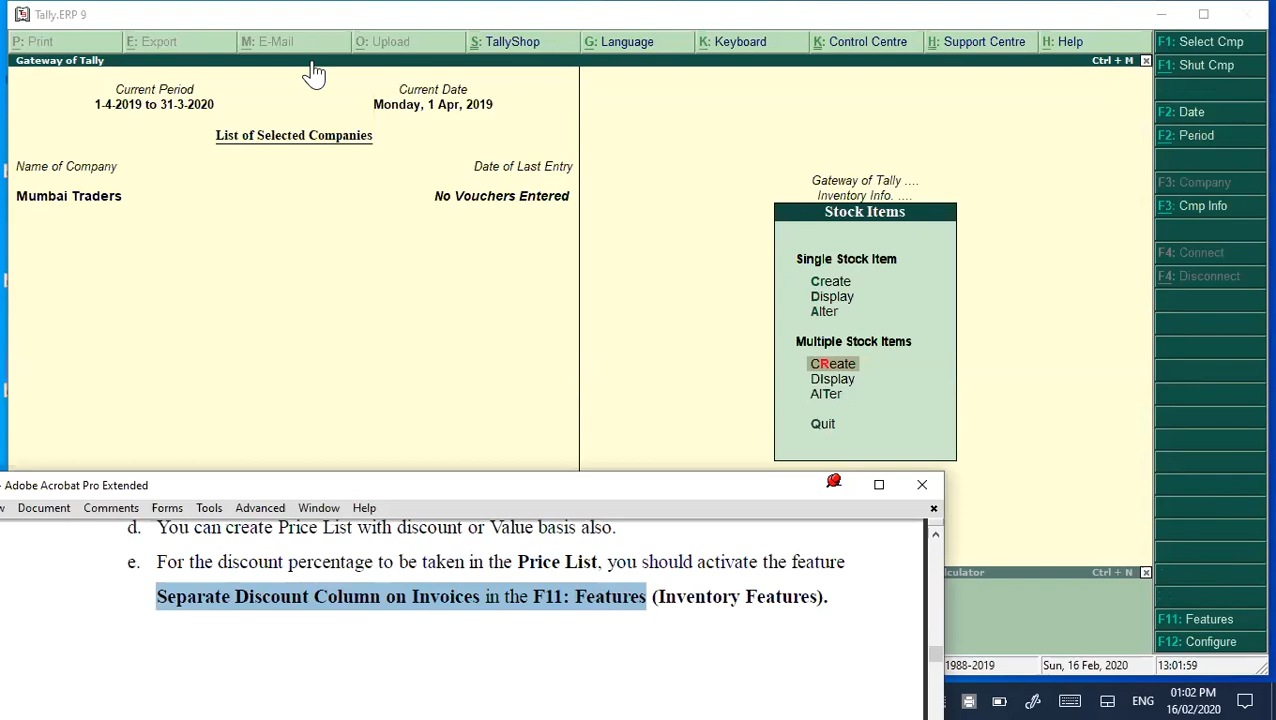 Tally.ERP 9
P: Print E: Export M: E-Mail O: Upload S: TallyShop G: Language K: Keyboard K: Control Centre H: Support Centre H: Help
F1: Select Cmp
Gateway of Tally Ctrl + M
F1: Shut Cmp
Current Period Current Date
1-4-2019 to 31-3-2020 Monday, 1 Apr, 2019
F2: Date
List of Selected Companies
F2: Period
Name of Company Date of Last Entry
Mumbai Traders No Vouchers Entered
Gateway of Tally ....
Inventory Info. ....
Stock Items
Single Stock Item
Create
Display
Alter
Multiple Stock Items
CReate
DIsplay
AlTer
Quit
F3: Company
F3: Cmp Info
F4: Connect
F4: Disconnect
- Adobe Acrobat Pro Extended
Document Comments Forms Tools Advanced Window Help
d. You can create Price List with discount or Value basis also.
e. For the discount percentage to be taken in the Price List, you should activate the feature
Separate Discount Column on Invoices in the F11: Features (Inventory Features).
Ctrl + N
F11: Features
F12: Configure
1988-2019 Sun, 16 Feb, 2020 13:01:59
ENG 01:02 PM
16/02/2020